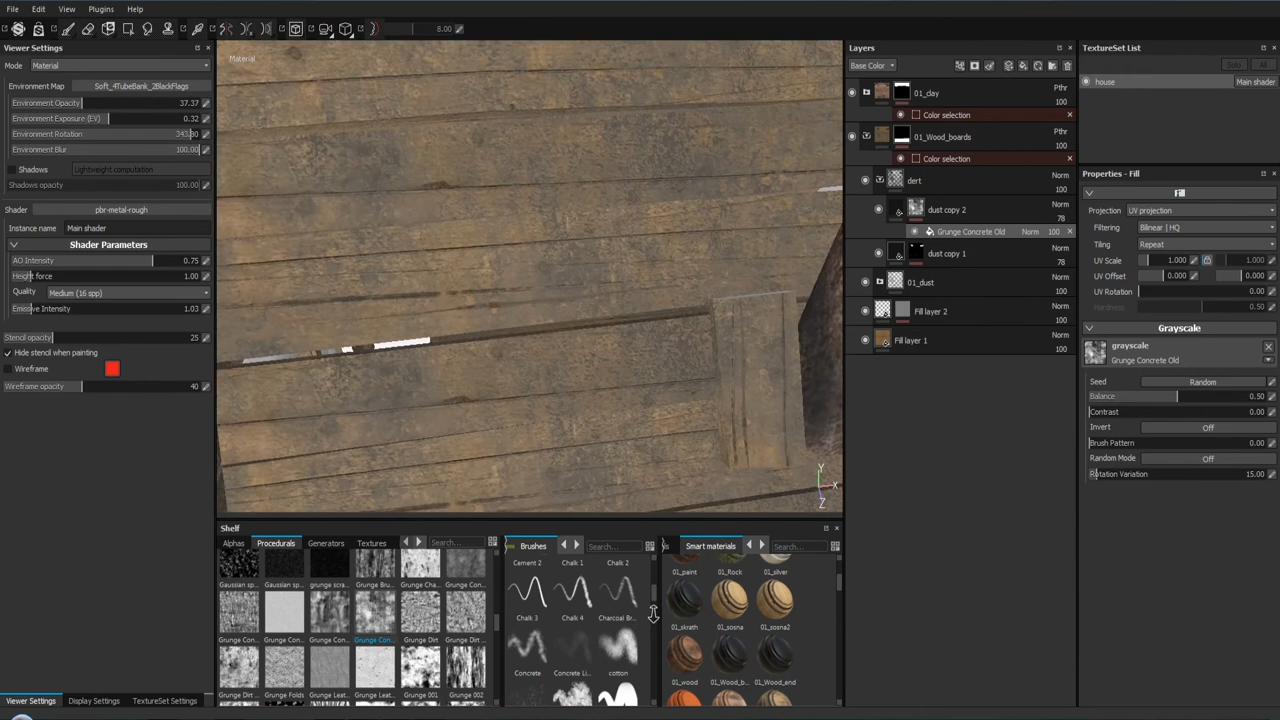 File Edit View Plugins Help
8.00
Viewer Settings
Mode Material
Environment Map Soft_4TubeBank_2BlackFlags
Environment Opacity 37.37
Environment Exposure (EV) 0.32
Environment Rotation
Environment Blur 100.00
Shadows Lightweight computation
Shadows opacity 100.00
Shader pbr-metal-rough
Instance name Main shader
Shader Parameters
AO Intensity 0.75
Height force 1.00
Quality Medium (16 spp)
Emissive Intensity 1.03
Stencil opacity 25
Hide stencil when painting
Wireframe
Wireframe opacity 40
Viewer Settings Display Settings TextureSet Settings
Material
Y
X
Z
Shelf
Alphas Procedurals Generators Textures Search...
Gaussian sp... Gaussian sp... grunge scra... Grunge Bru... Grunge Cha... Grunge Con...
Grunge Con... Grunge Con... Grunge Con... Grunge Con... Grunge Dirt Grunge Dirt ...
Grunge Dirt ... Grunge Folds Grunge Leat... Grunge Leat... Grunge 001 Grunge 002
Brushes Search...
Cement 2 Chalk 1 Chalk 2
Chalk 3 Chalk 4 Charcoal Br...
Concrete Concrete Li... cotton
Smart materials Search...
01_paint 01_Rock 01_silver
01_skrath 01_sosna 01_sosna2
01_wood 01_Wood_b... 01_Wood_end
Layers
Base Color
01_clay Pthr 100
Color selection
01_Wood_boards Pthr 100
Color selection
dert Norm 100
dust copy 2 Norm 78
Grunge Concrete Old Norm 100
dust copy 1 Norm 78
01_dust Norm 100
Fill layer 2 Norm 100
Fill layer 1 Norm 100
TextureSet List
Solo All
house Main shader
Properties - Fill
Fill
Projection UV projection
Filtering Bilinear | HQ
Tiling Repeat
UV Scale 1.000 1.000
UV Offset 0.000 0.000
UV Rotation 0.00
Hardness 0.50
Grayscale
grayscale
Grunge Concrete Old
Seed Random
Balance 0.50
Contrast 0.00
Invert Off
Brush Pattern 0.00
Random Mode Off
Rotation Variation 15.00